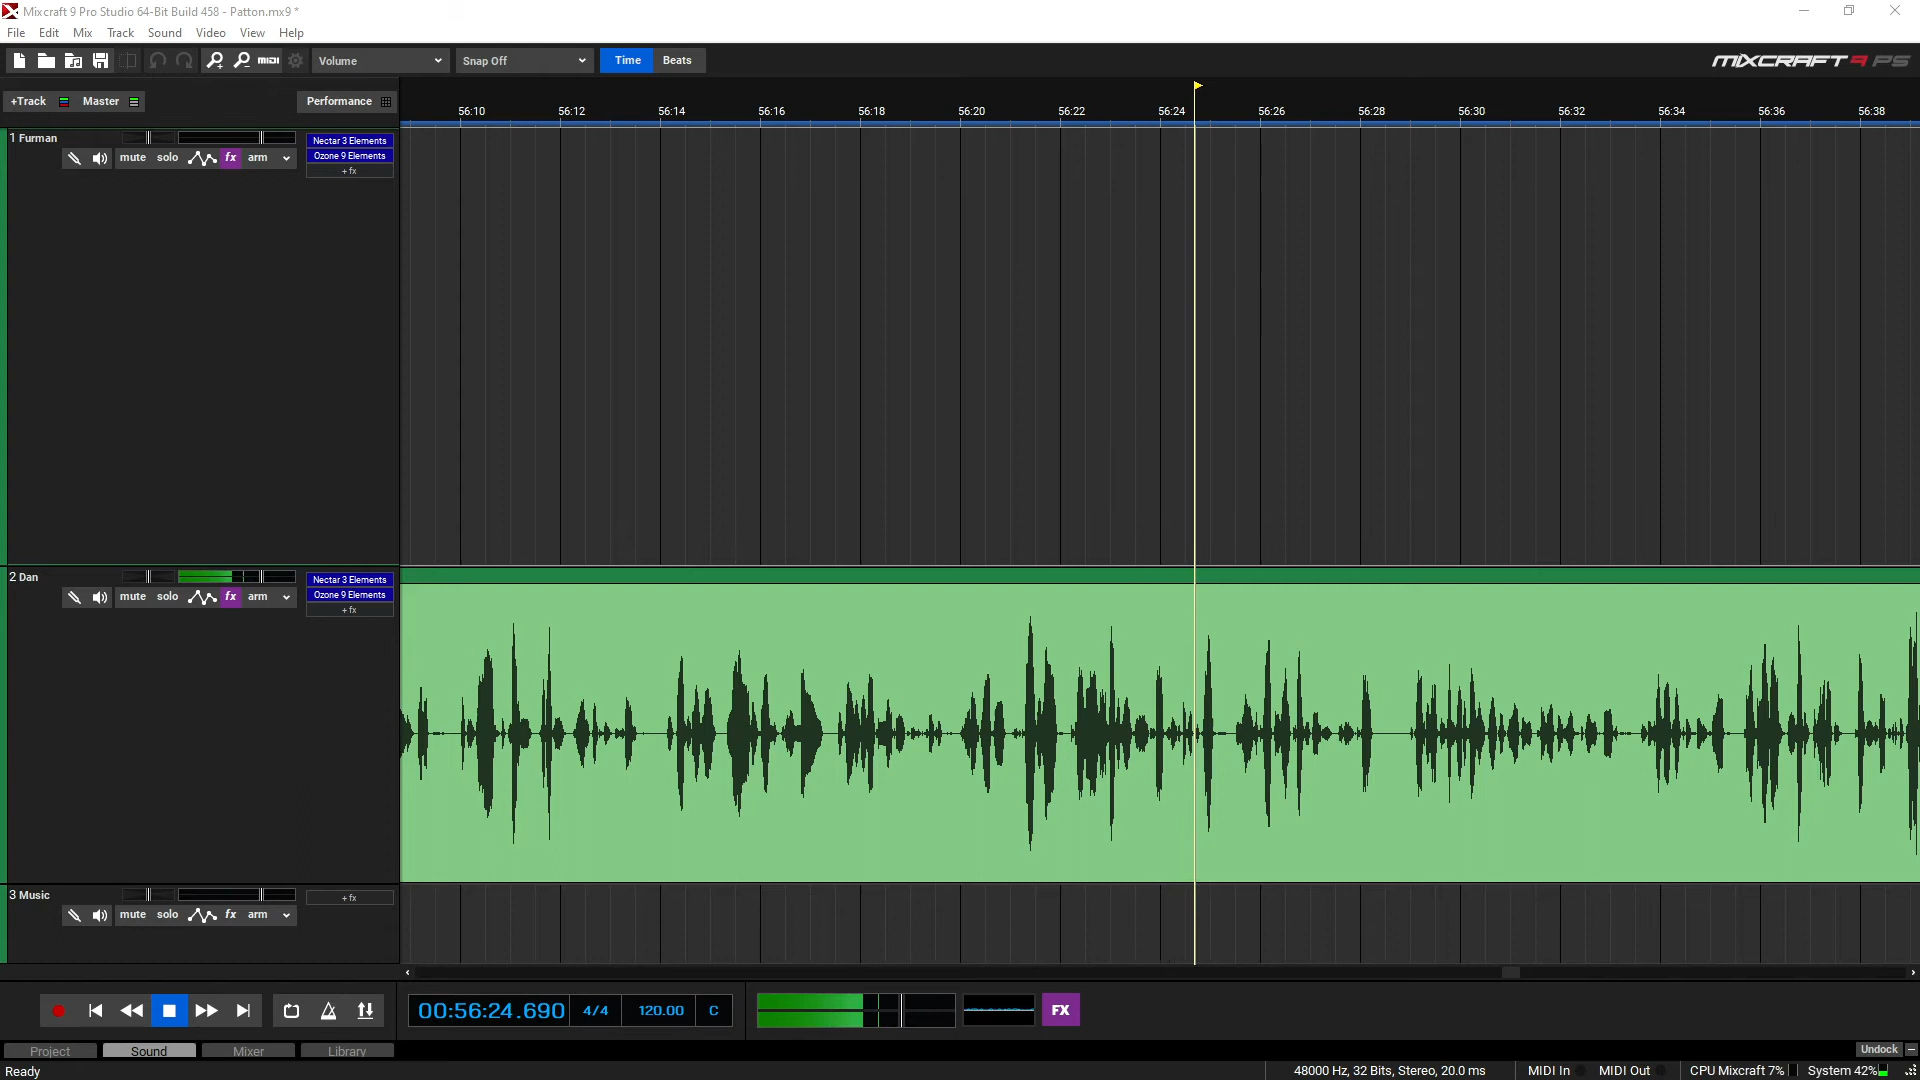 Mixcraft 9 Pro Studio 64-Bit Build 458 - Patton.mx9 *
File Edit Mix Track Sound Video View Help
MIDI Volume Snap Off Time Beats MIXCRAFT 9 PS
+Track Master Performance
56:10 56:12 56:14 56:16 56:18 56:20 56:22 56:24 56:26 56:28 56:30 56:32 56:34 56:36 56:38
1 Furman
mute solo fx arm
Nectar 3 Elements
Ozone 9 Elements
+ fx
2 Dan
mute solo fx arm
Nectar 3 Elements
Ozone 9 Elements
+ fx
3 Music
mute solo fx arm
+ fx
00:56:24.690 4/4 120.00 C FX
Project Sound Mixer Library Undock
Ready 48000 Hz, 32 Bits, Stereo, 20.0 ms MIDI In MIDI Out CPU Mixcraft 7% System 42%